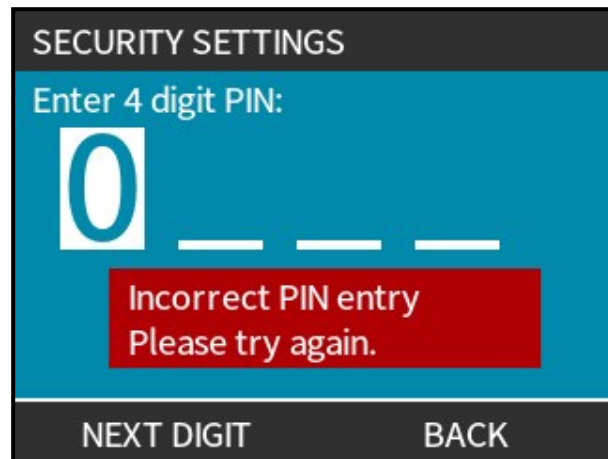 SECURITY SETTINGS
Enter 4 digit PIN:
0 _ _ _
Incorrect PIN entry
Please try again.
NEXT DIGIT BACK